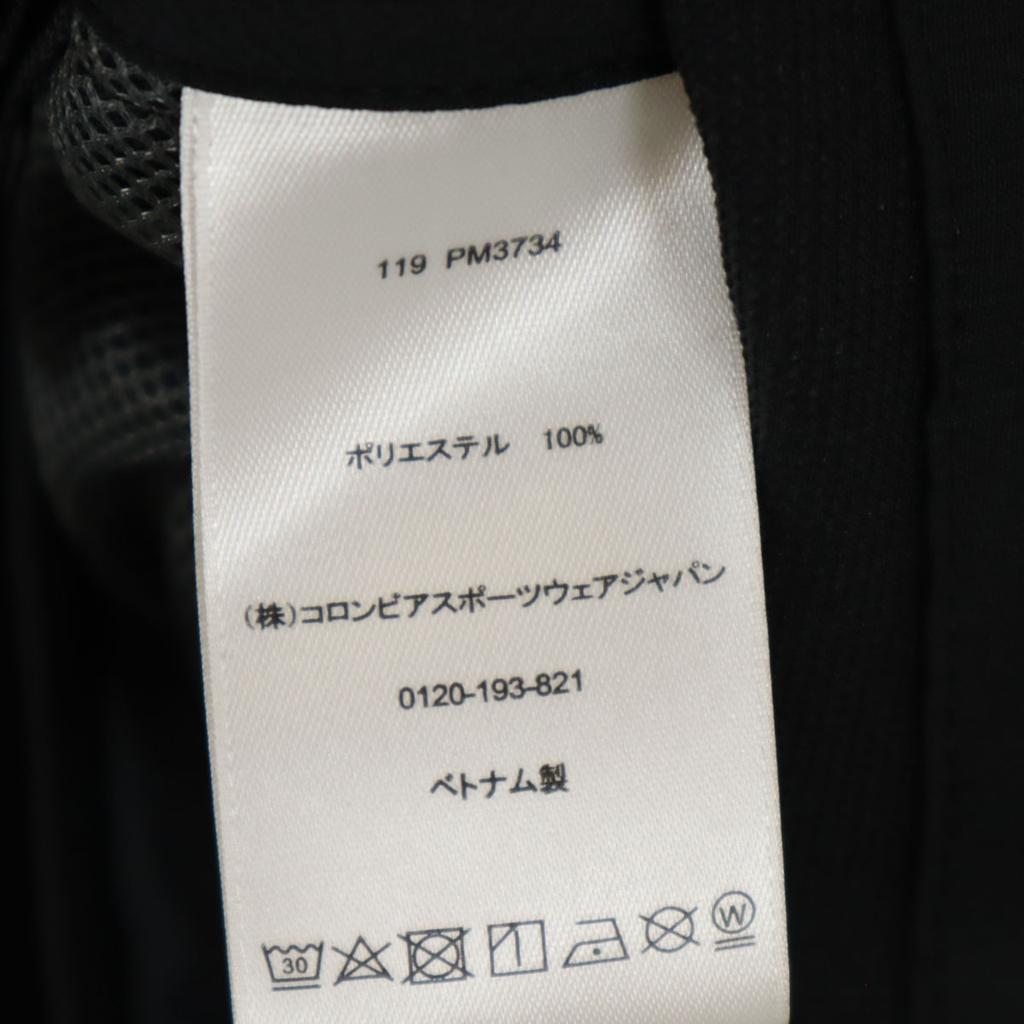 119 PM3734
ポリエステル 100%
(株)コロンビアスポーツウェアジャパン
0120-193-821
ベトナム製
30 W